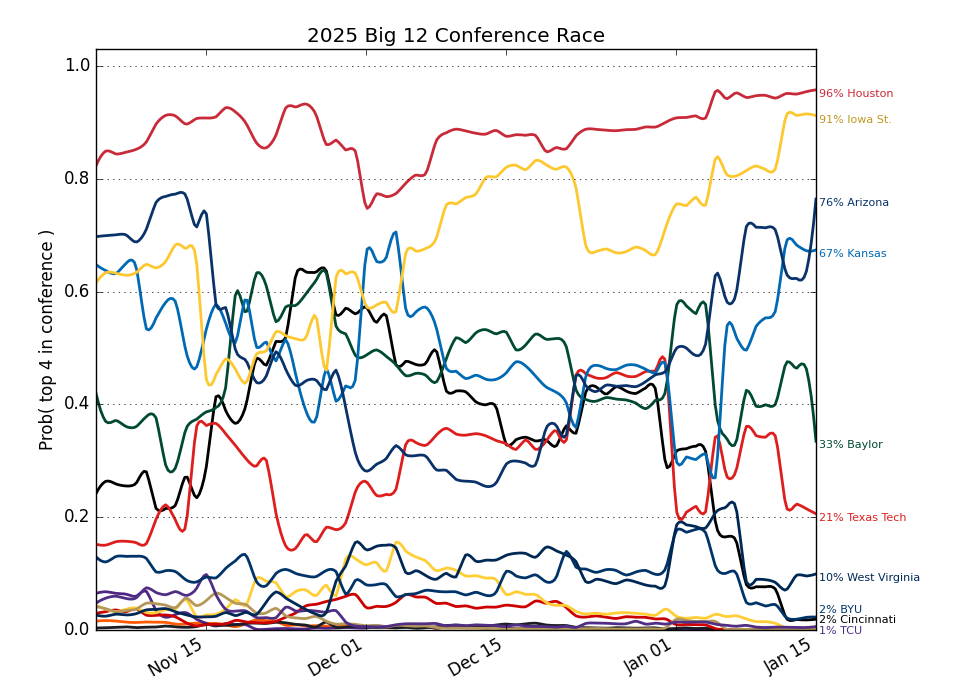 2025 Big 12 Conference Race
Prob( top 4 in conference )
1.0
0.8
0.6
0.4
0.2
0.0
Nov 15
Dec 01
Dec 15
Jan 01
Jan 15
96% Houston
91% Iowa St.
76% Arizona
67% Kansas
33% Baylor
21% Texas Tech
10% West Virginia
2% BYU
2% Cincinnati
1% TCU